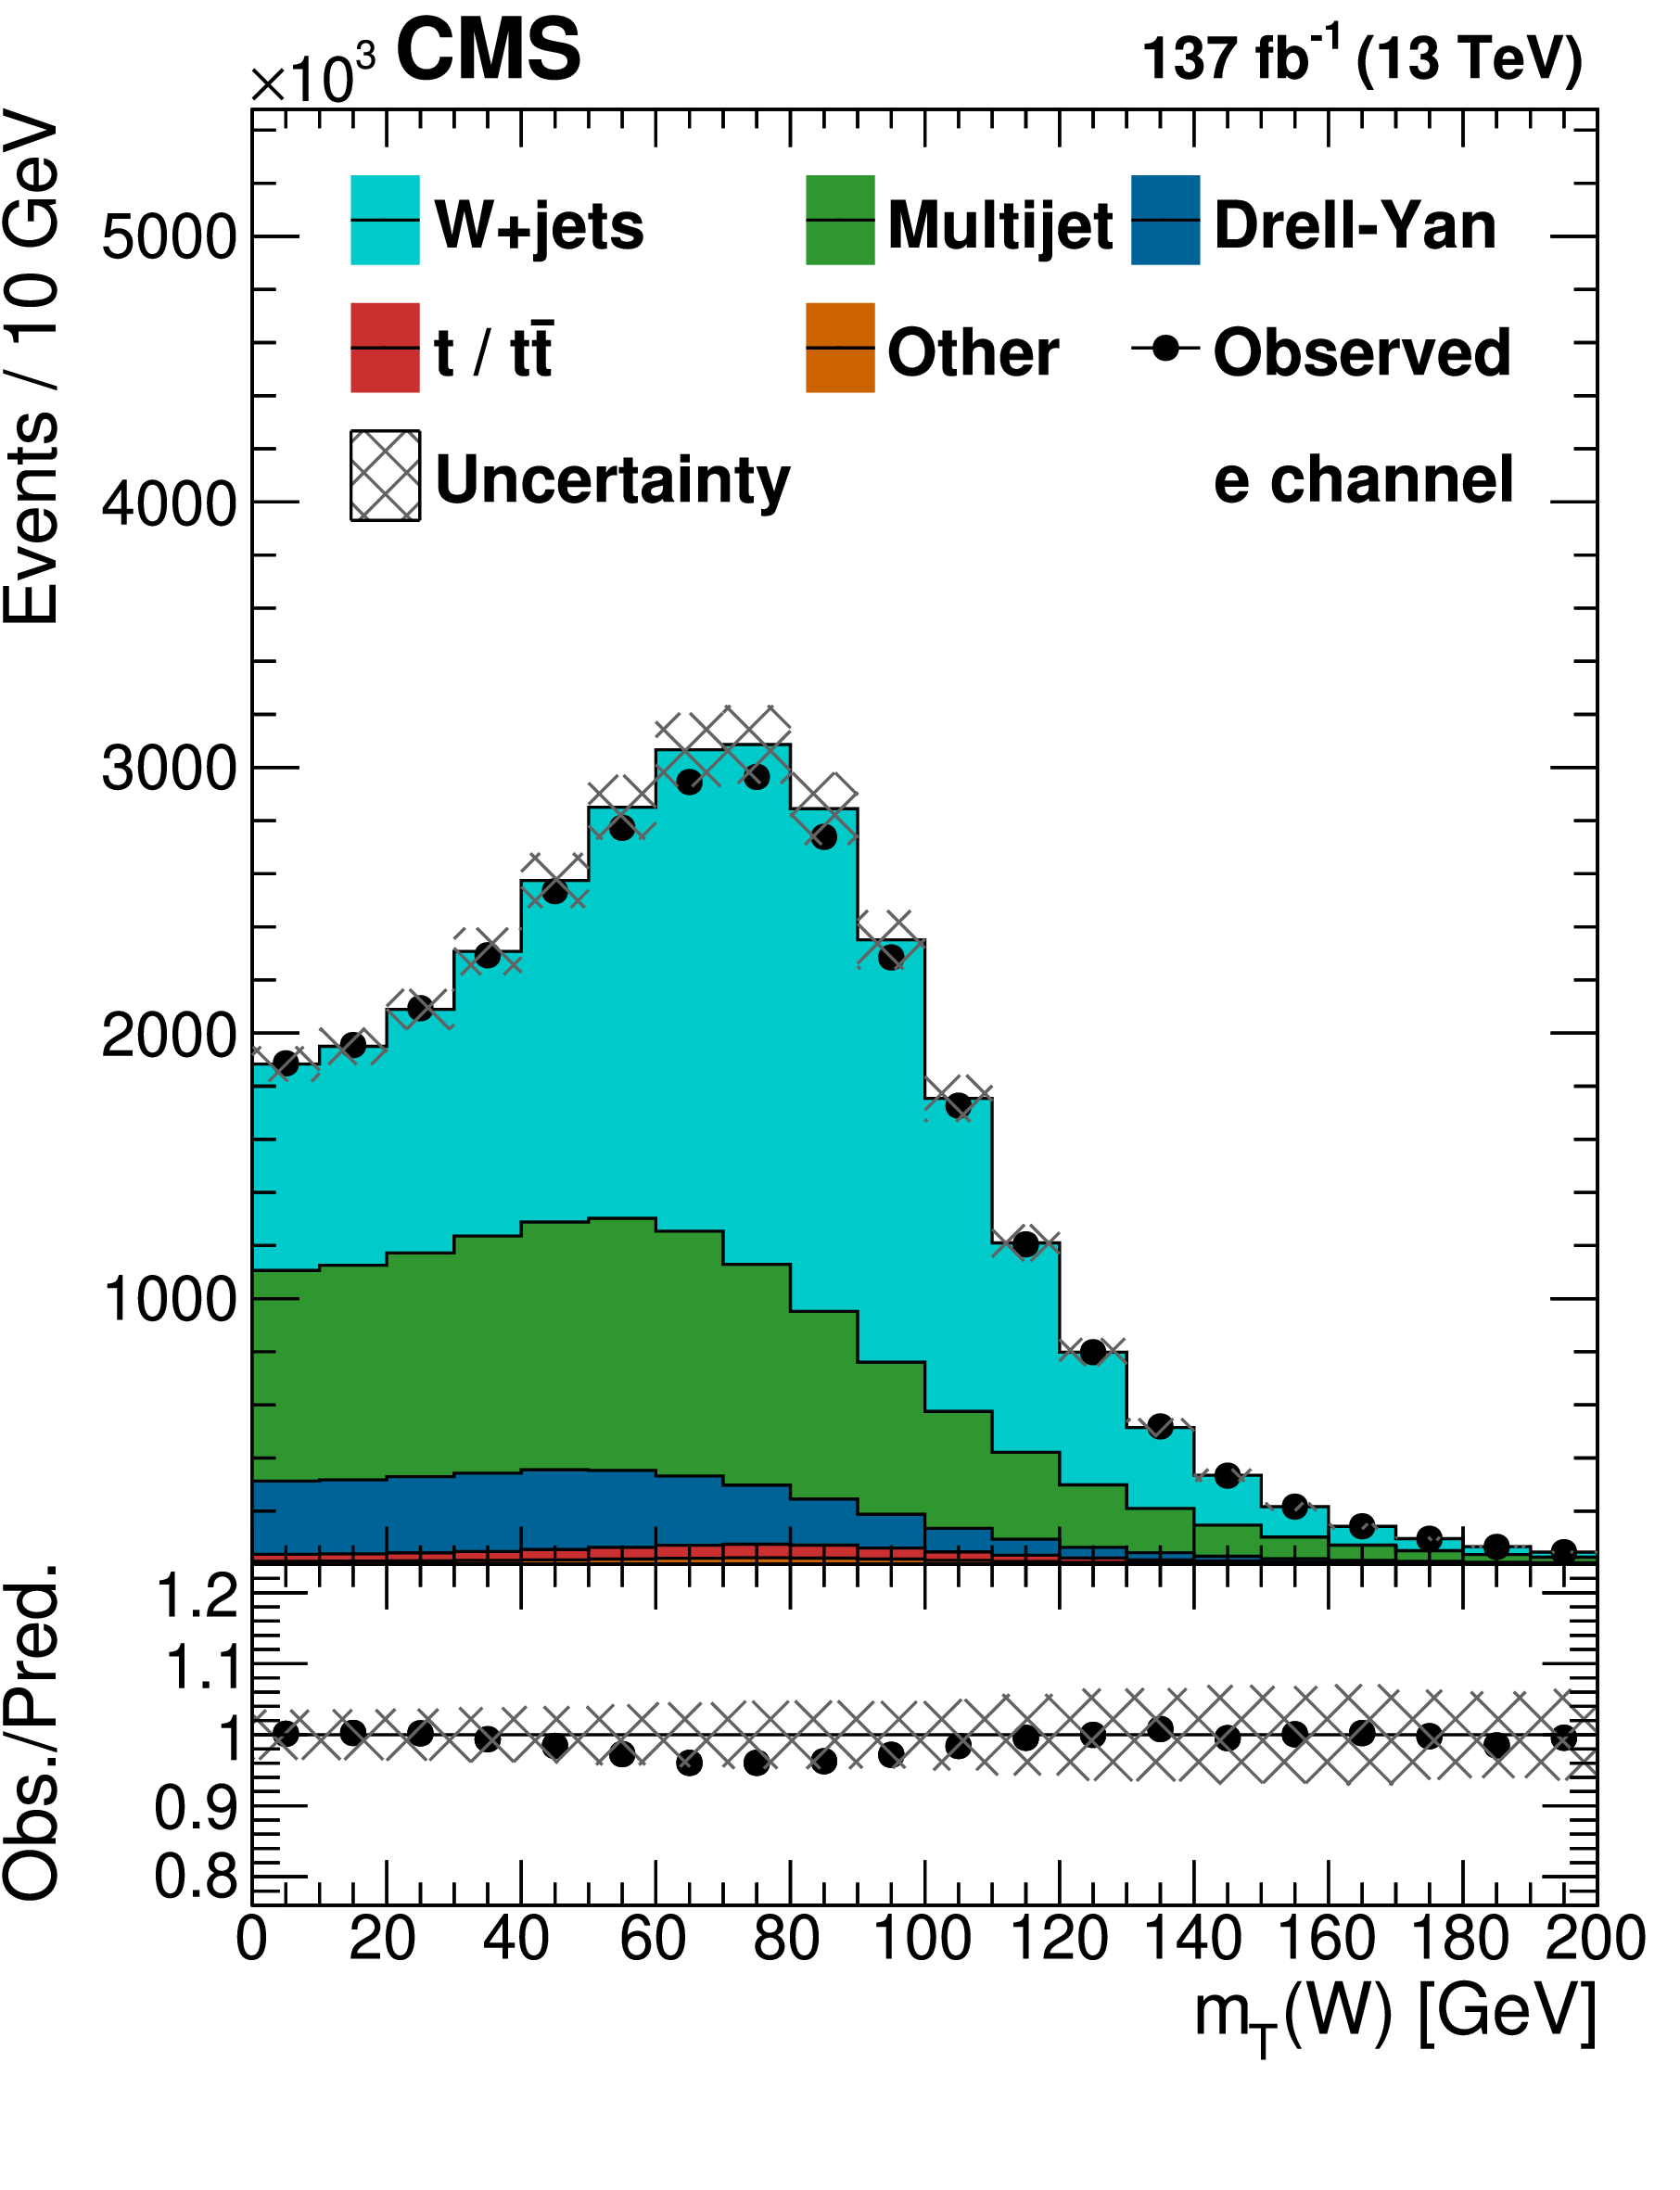 ×10³ CMS 137 fb⁻¹ (13 TeV)
Events / 10 GeV
5000
4000
3000
2000
1000
W+jets Multijet Drell-Yan
t / tt̄ Other Observed
Uncertainty e channel
Obs./Pred.
1.2
1.1
1
0.9
0.8
0 20 40 60 80 100 120 140 160 180 200
m_T(W) [GeV]